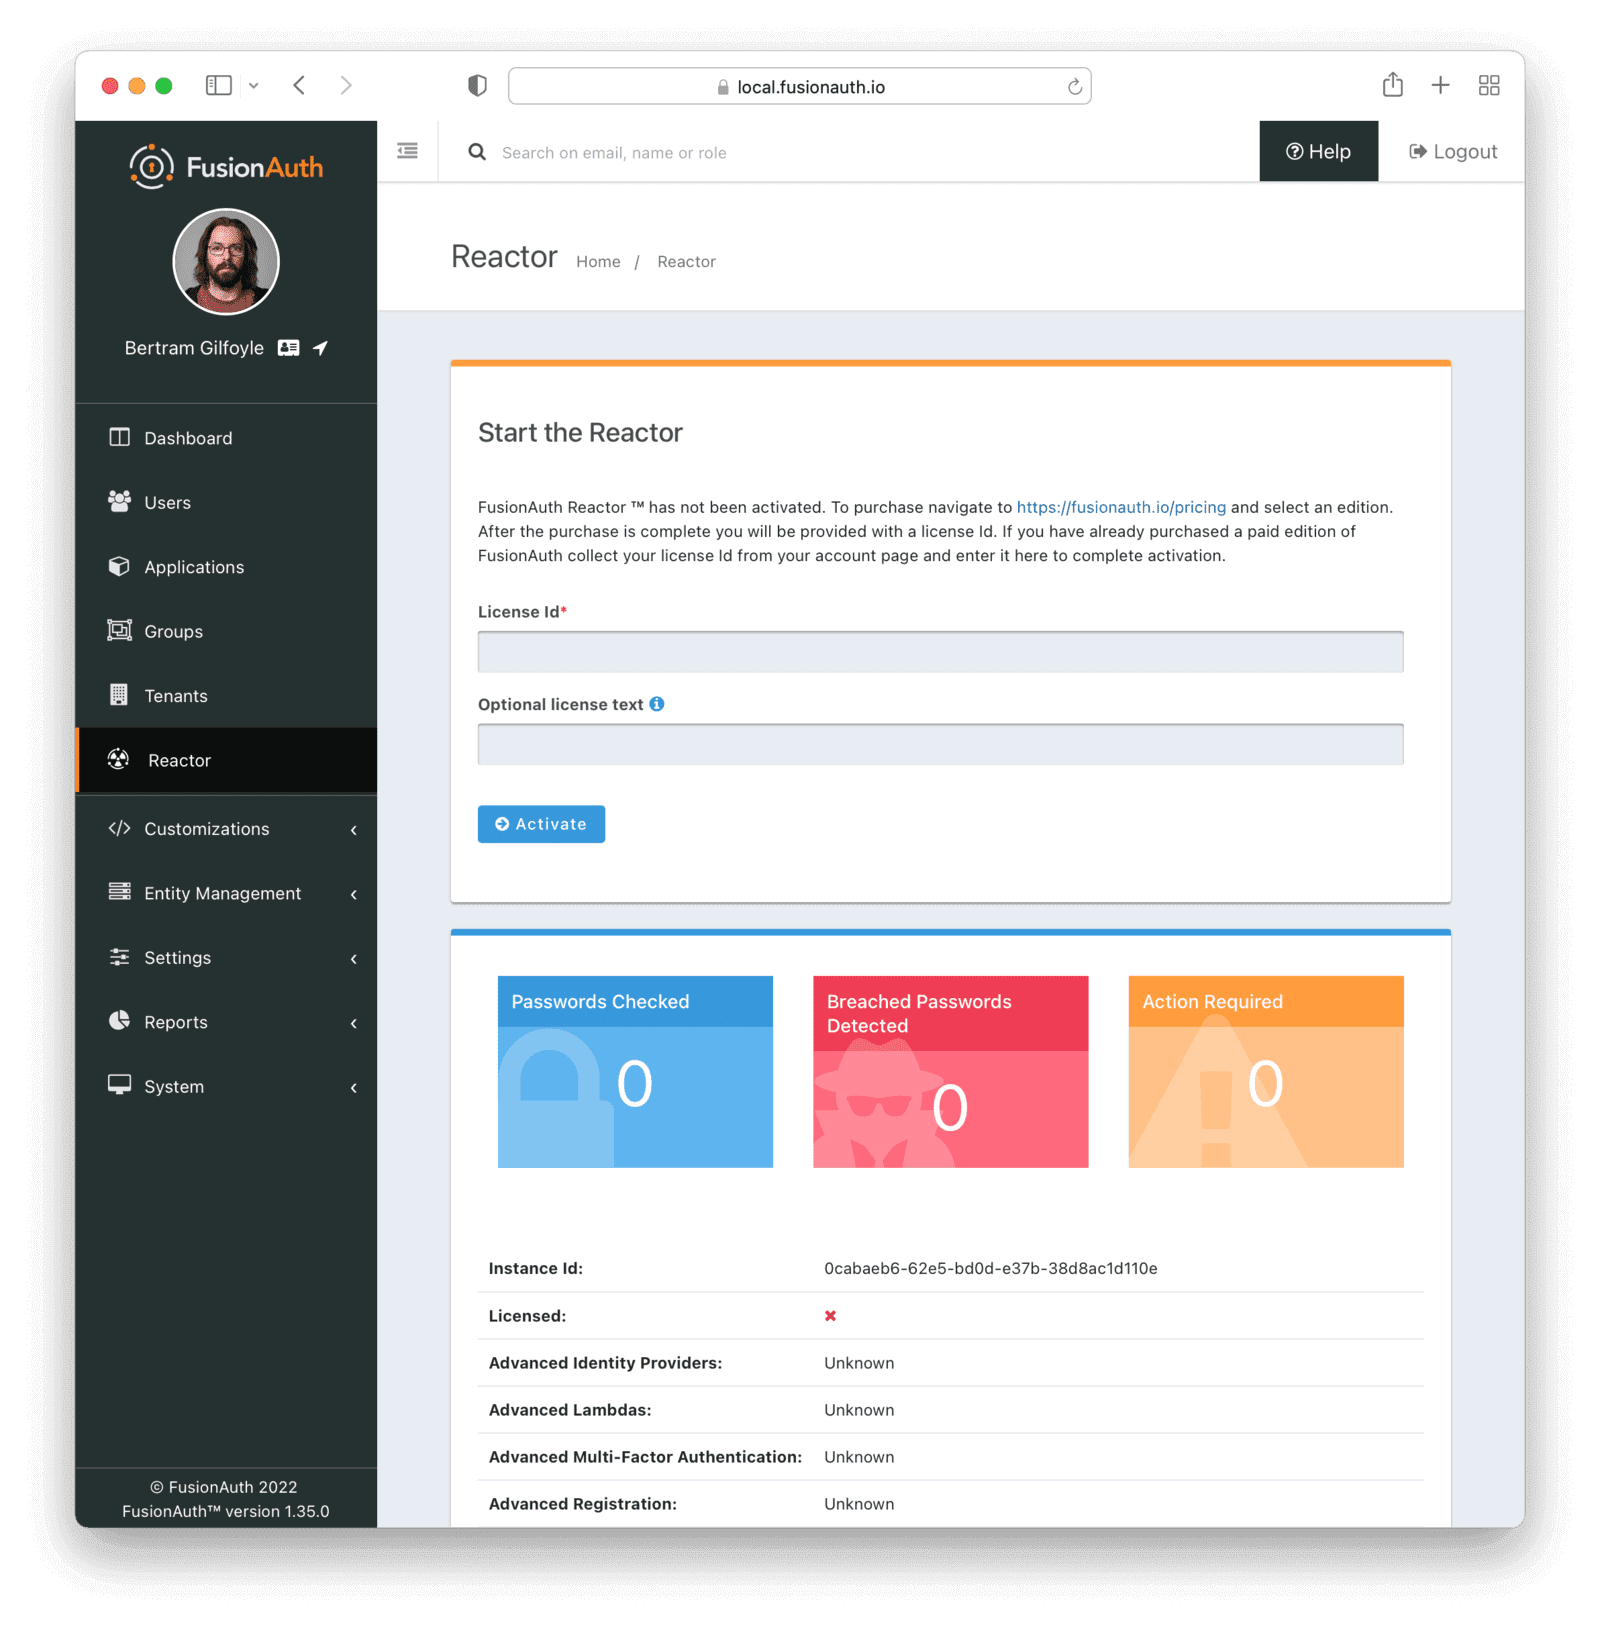 local.fusionauth.io
FusionAuth
Search on email, name or role
Help
Logout
Bertram Gilfoyle
Dashboard
Users
Applications
Groups
Tenants
Reactor
Customizations
Entity Management
Settings
Reports
System
© FusionAuth 2022
FusionAuth™ version 1.35.0
Reactor Home / Reactor
Start the Reactor
FusionAuth Reactor ™ has not been activated. To purchase navigate to https://fusionauth.io/pricing and select an edition.
After the purchase is complete you will be provided with a license Id. If you have already purchased a paid edition of
FusionAuth collect your license Id from your account page and enter it here to complete activation.
License Id*
Optional license text
Activate
Passwords Checked
0
Breached Passwords
Detected
0
Action Required
0
Instance Id: 0cabaeb6-62e5-bd0d-e37b-38d8ac1d110e
Licensed:
Advanced Identity Providers: Unknown
Advanced Lambdas: Unknown
Advanced Multi-Factor Authentication: Unknown
Advanced Registration: Unknown